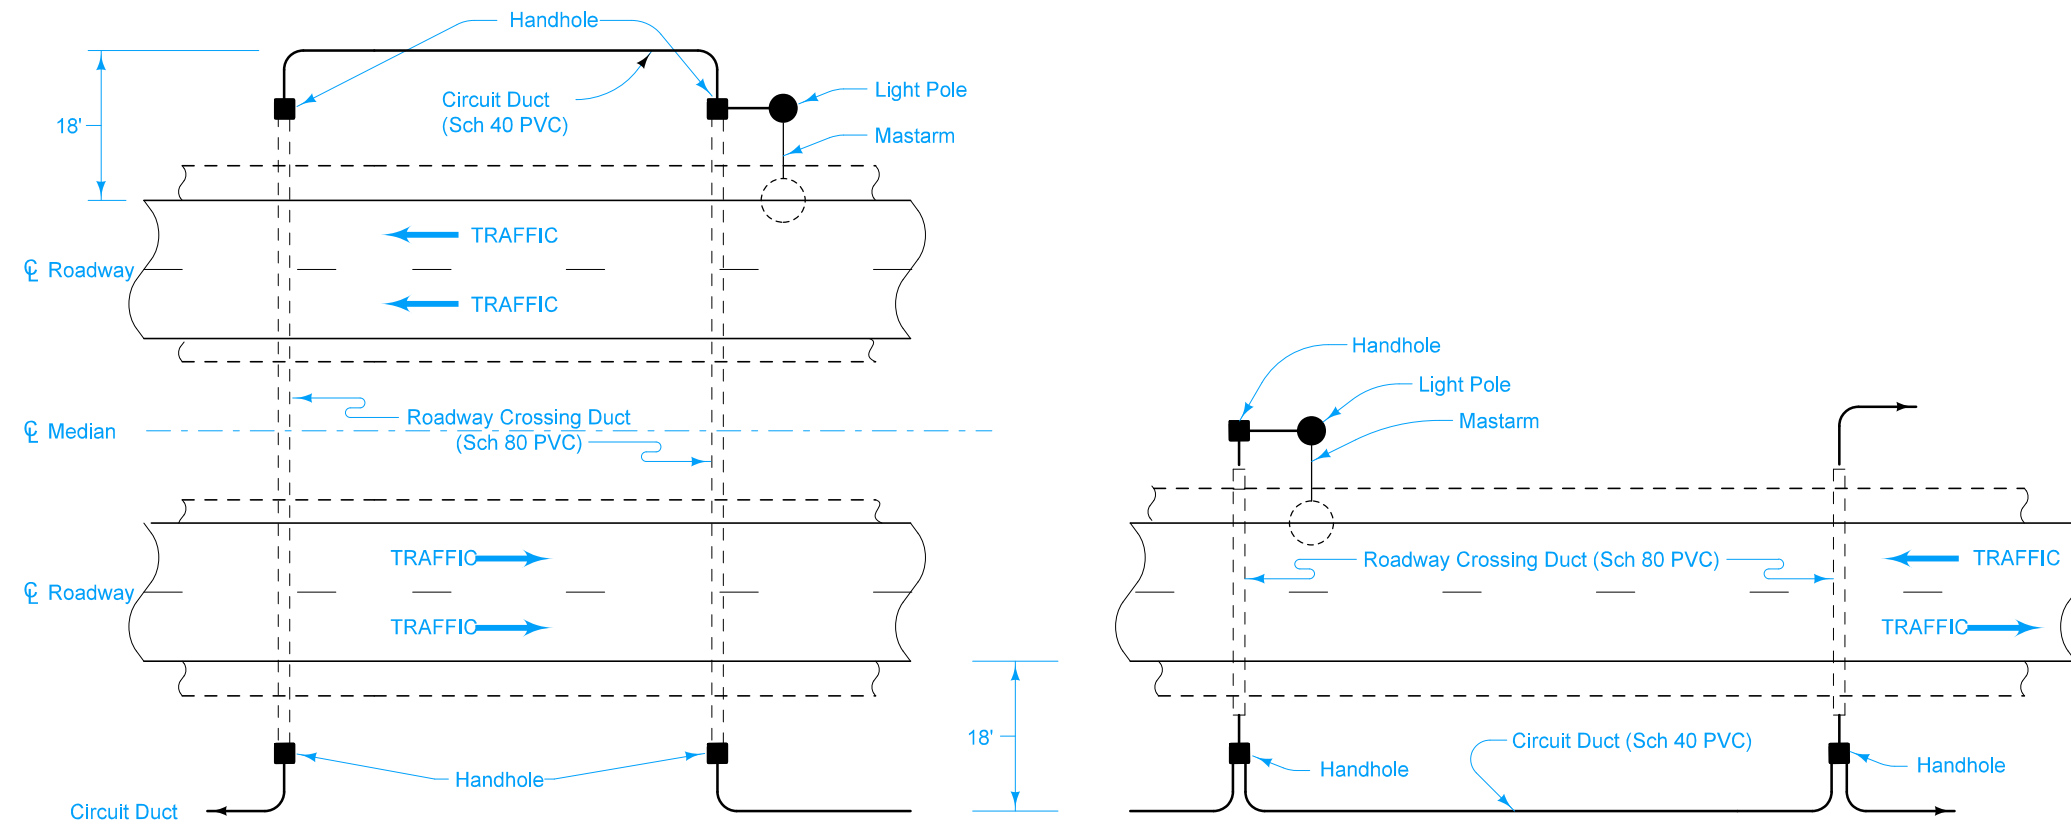 Handhole
Circuit Duct
(Sch 40 PVC)
Light Pole
Mastarm
18'
TRAFFIC
℄ Roadway
TRAFFIC
Roadway Crossing Duct
(Sch 80 PVC)
℄ Median
TRAFFIC
℄ Roadway
TRAFFIC
Handhole
Circuit Duct
Handhole
Light Pole
Mastarm
Roadway Crossing Duct (Sch 80 PVC)
TRAFFIC
TRAFFIC
18'
Circuit Duct (Sch 40 PVC)
Handhole
Handhole